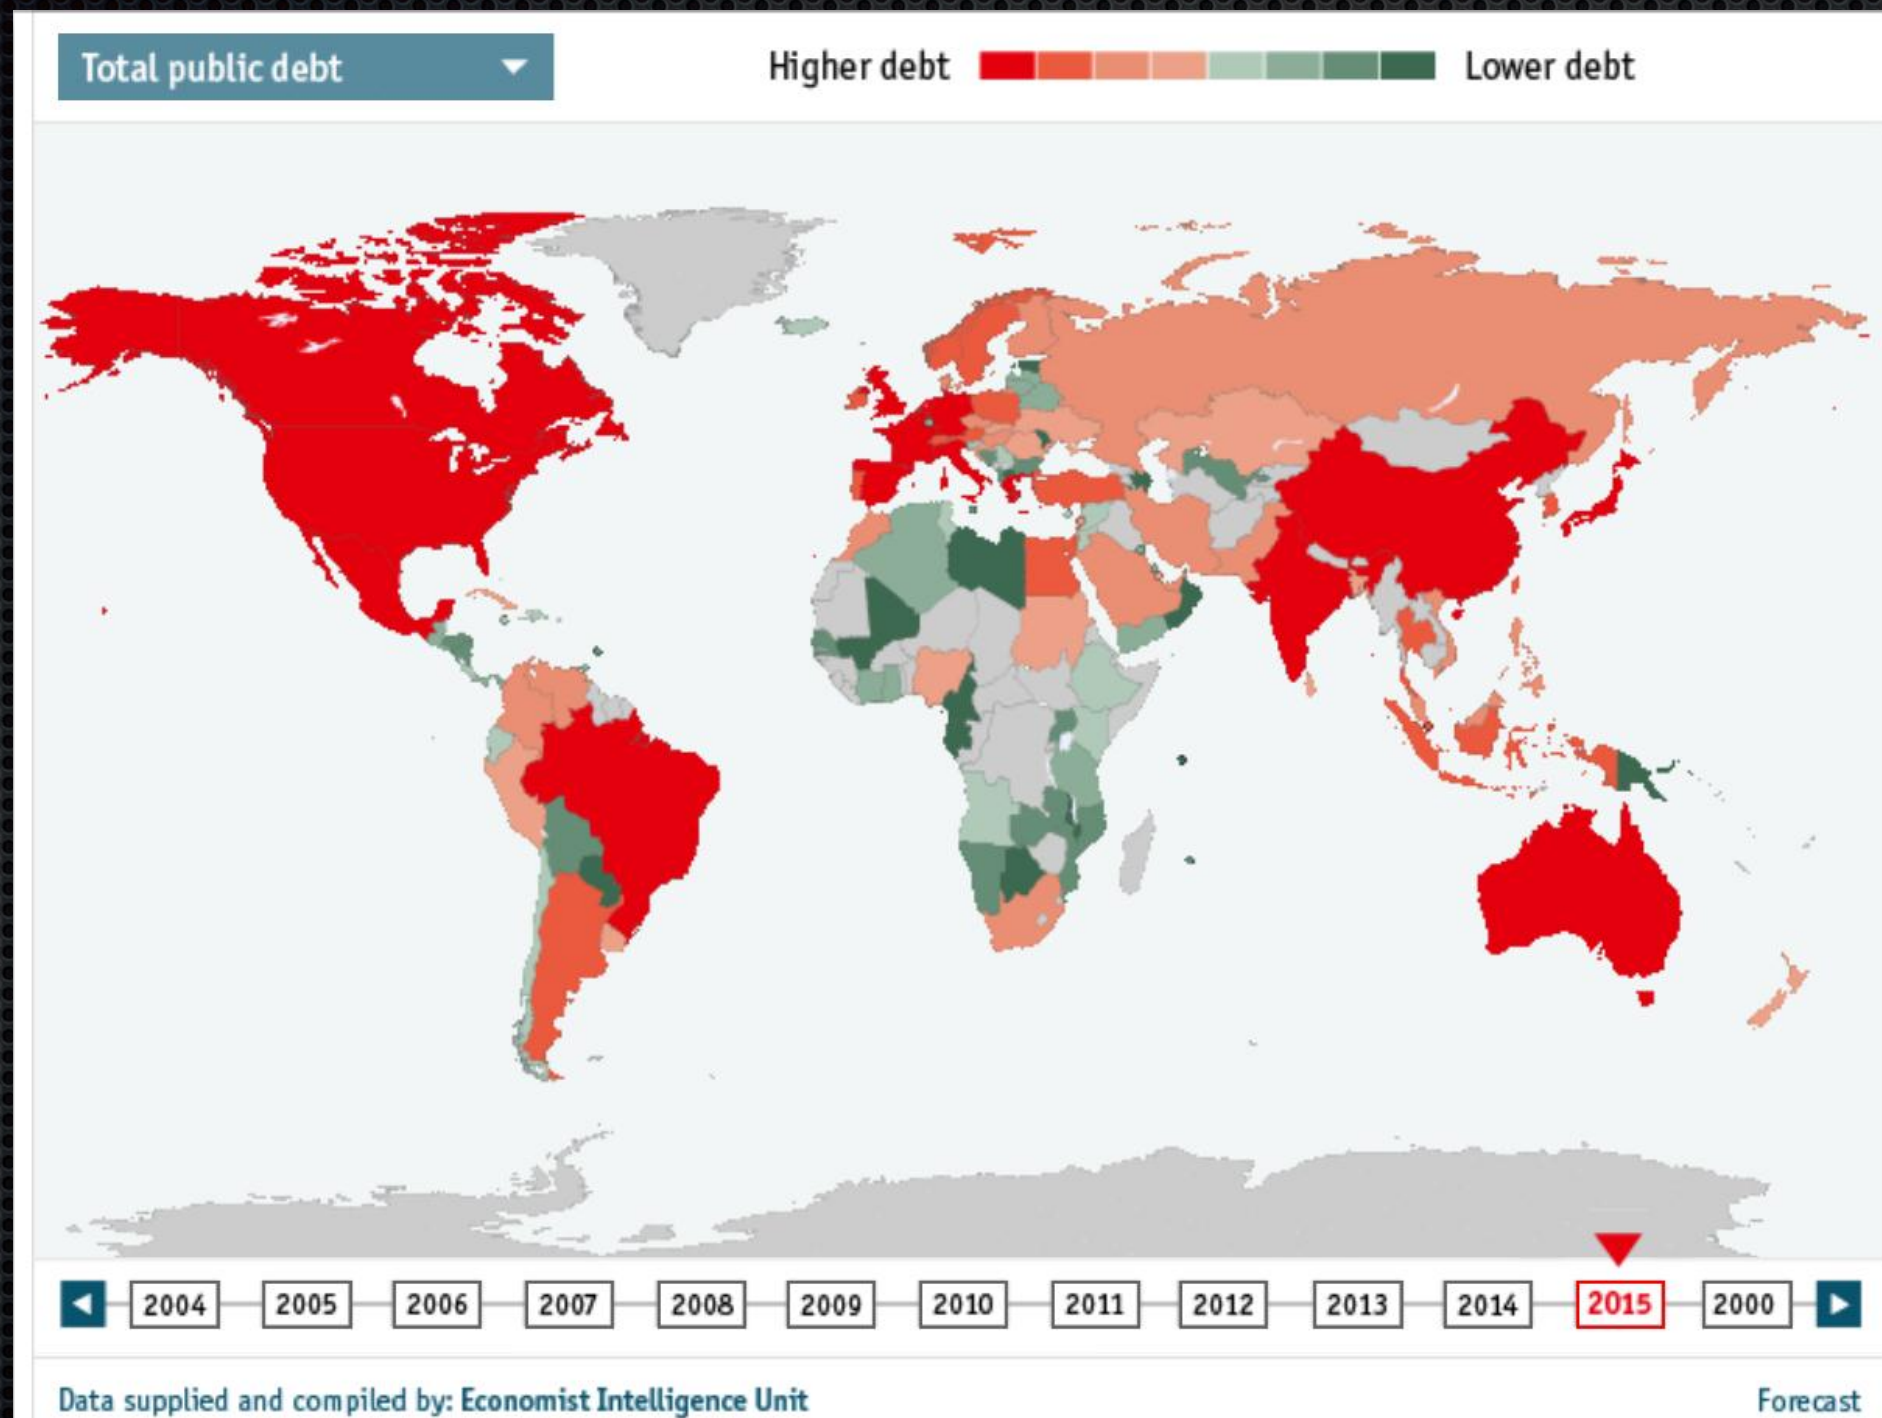 Total public debt
Higher debt
Lower debt
2004 2005 2006 2007 2008 2009 2010 2011 2012 2013 2014 2015 2000
Data supplied and compiled by: Economist Intelligence Unit
Forecast